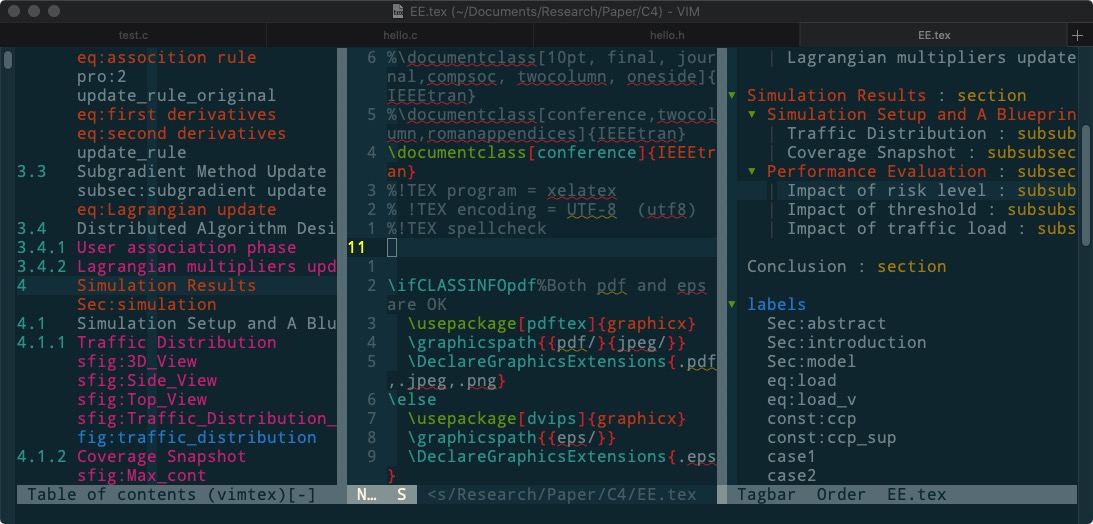 EE.tex (~/Documents/Research/Paper/C4) - VIM
test.c
hello.c
hello.h
EE.tex
+
eq:assocition rule
pro:2
update_rule_original
eq:first derivatives
eq:second derivatives
update_rule
3.3 Subgradient Method Update
subsec:subgradient update
eq:Lagrangian update
3.4 Distributed Algorithm Desi
3.4.1 User association phase
3.4.2 Lagrangian multipliers upd
4 Simulation Results
Sec:simulation
4.1 Simulation Setup and A Blu
4.1.1 Traffic Distribution
sfig:3D_View
sfig:Side_View
sfig:Top_View
sfig:Traffic_Distribution_
fig:traffic_distribution
4.1.2 Coverage Snapshot
sfig:Max_cont
Table of contents (vimtex)[-]
6 %\documentclass[10pt, final, jour
nal,compsoc, twocolumn, oneside]{
IEEEtran}
5 %\documentclass[conference,twocol
umn,romanappendices]{IEEEtran}
4 \documentclass[conference]{IEEEtr
an}
3 %!TEX program = xelatex
2 % !TEX encoding = UTF-8 (utf8)
1 %!TEX spellcheck
11
1
2 \ifCLASSINFOpdf%Both pdf and eps
are OK
3 \usepackage[pdftex]{graphicx}
4 \graphicspath{{pdf/}{jpeg/}}
5 \DeclareGraphicsExtensions{.pdf
,.jpeg,.png}
6 \else
7 \usepackage[dvips]{graphicx}
8 \graphicspath{{eps/}}
9 \DeclareGraphicsExtensions{.eps
}
N… S <s/Research/Paper/C4/EE.tex
| Lagrangian multipliers update
▼ Simulation Results : section
▼ Simulation Setup and A Blueprin
| Traffic Distribution : subsub
| Coverage Snapshot : subsubsec
▼ Performance Evaluation : subsec
| Impact of risk level : subsub
| Impact of threshold : subsubs
| Impact of traffic load : subs
Conclusion : section
▼ labels
Sec:abstract
Sec:introduction
Sec:model
eq:load
eq:load_v
const:ccp
const:ccp_sup
case1
case2
Tagbar Order EE.tex